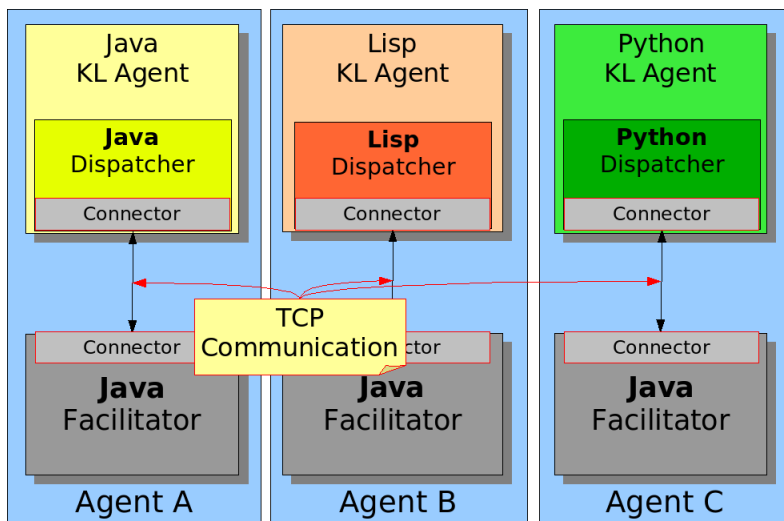 Java
KL Agent
Java
Dispatcher
Connector
Connector
Java
Facilitator
Agent A
Lisp
KL Agent
Lisp
Dispatcher
Connector
TCP
Communication
ctor
Java
Facilitator
Agent B
Python
KL Agent
Python
Dispatcher
Connector
Connector
Java
Facilitator
Agent C